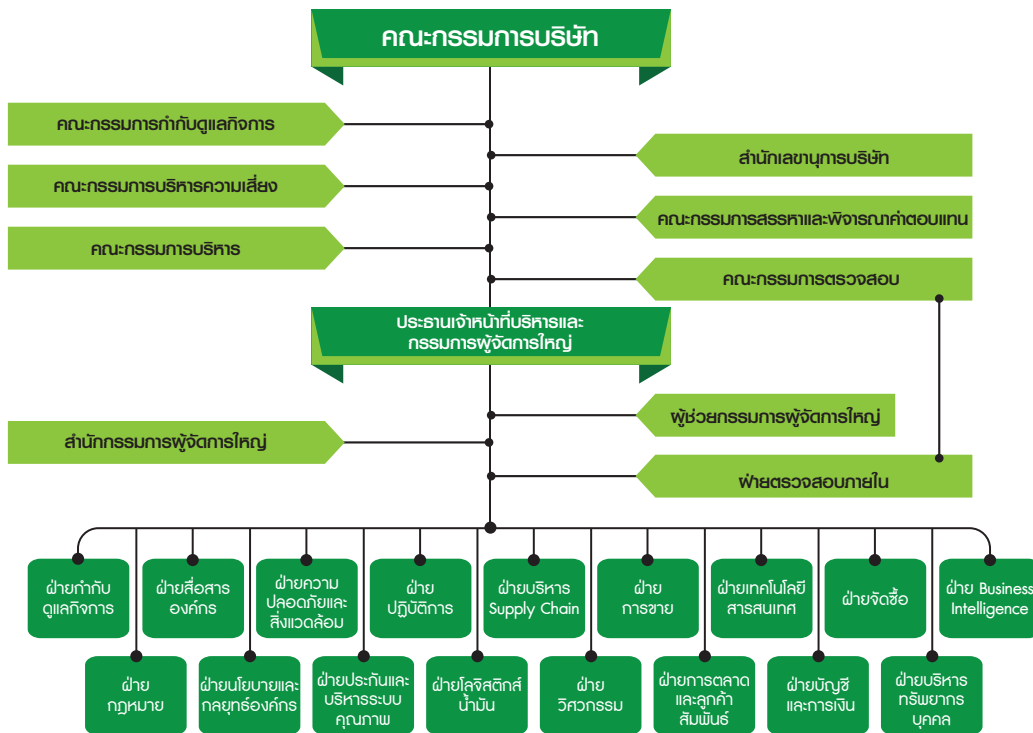 คณะกรรมการบริษัท
คณะกรรมการกำกับดูแลกิจการ
สำนักเลขานุการบริษัท
คณะกรรมการบริหารความเสี่ยง
คณะกรรมการสรรหาและพิจารณาค่าตอบแทน
คณะกรรมการบริหาร
คณะกรรมการตรวจสอบ
ประธานเจ้าหน้าที่บริหารและ
กรรมการผู้จัดการใหญ่
ผู้ช่วยกรรมการผู้จัดการใหญ่
สำนักกรรมการผู้จัดการใหญ่
ฝ่ายตรวจสอบภายใน
ฝ่ายกำกับ
ดูแลกิจการ
ฝ่ายสื่อสาร
องค์กร
ฝ่ายความ
ปลอดภัยและ
สิ่งแวดล้อม
ฝ่าย
ปฏิบัติการ
ฝ่ายบริหาร
Supply Chain
ฝ่าย
การขาย
ฝ่ายเทคโนโลยี
สารสนเทศ
ฝ่ายจัดซื้อ
ฝ่าย Business
Intelligence
ฝ่าย
กฎหมาย
ฝ่ายนโยบายและ
กลยุทธ์องค์กร
ฝ่ายประกันและ
บริหารระบบ
คุณภาพ
ฝ่ายโลจิสติกส์
น้ำมัน
ฝ่าย
วิศวกรรม
ฝ่ายการตลาด
และลูกค้า
สัมพันธ์
ฝ่ายบัญชี
และการเงิน
ฝ่ายบริหาร
ทรัพยากร
บุคคล